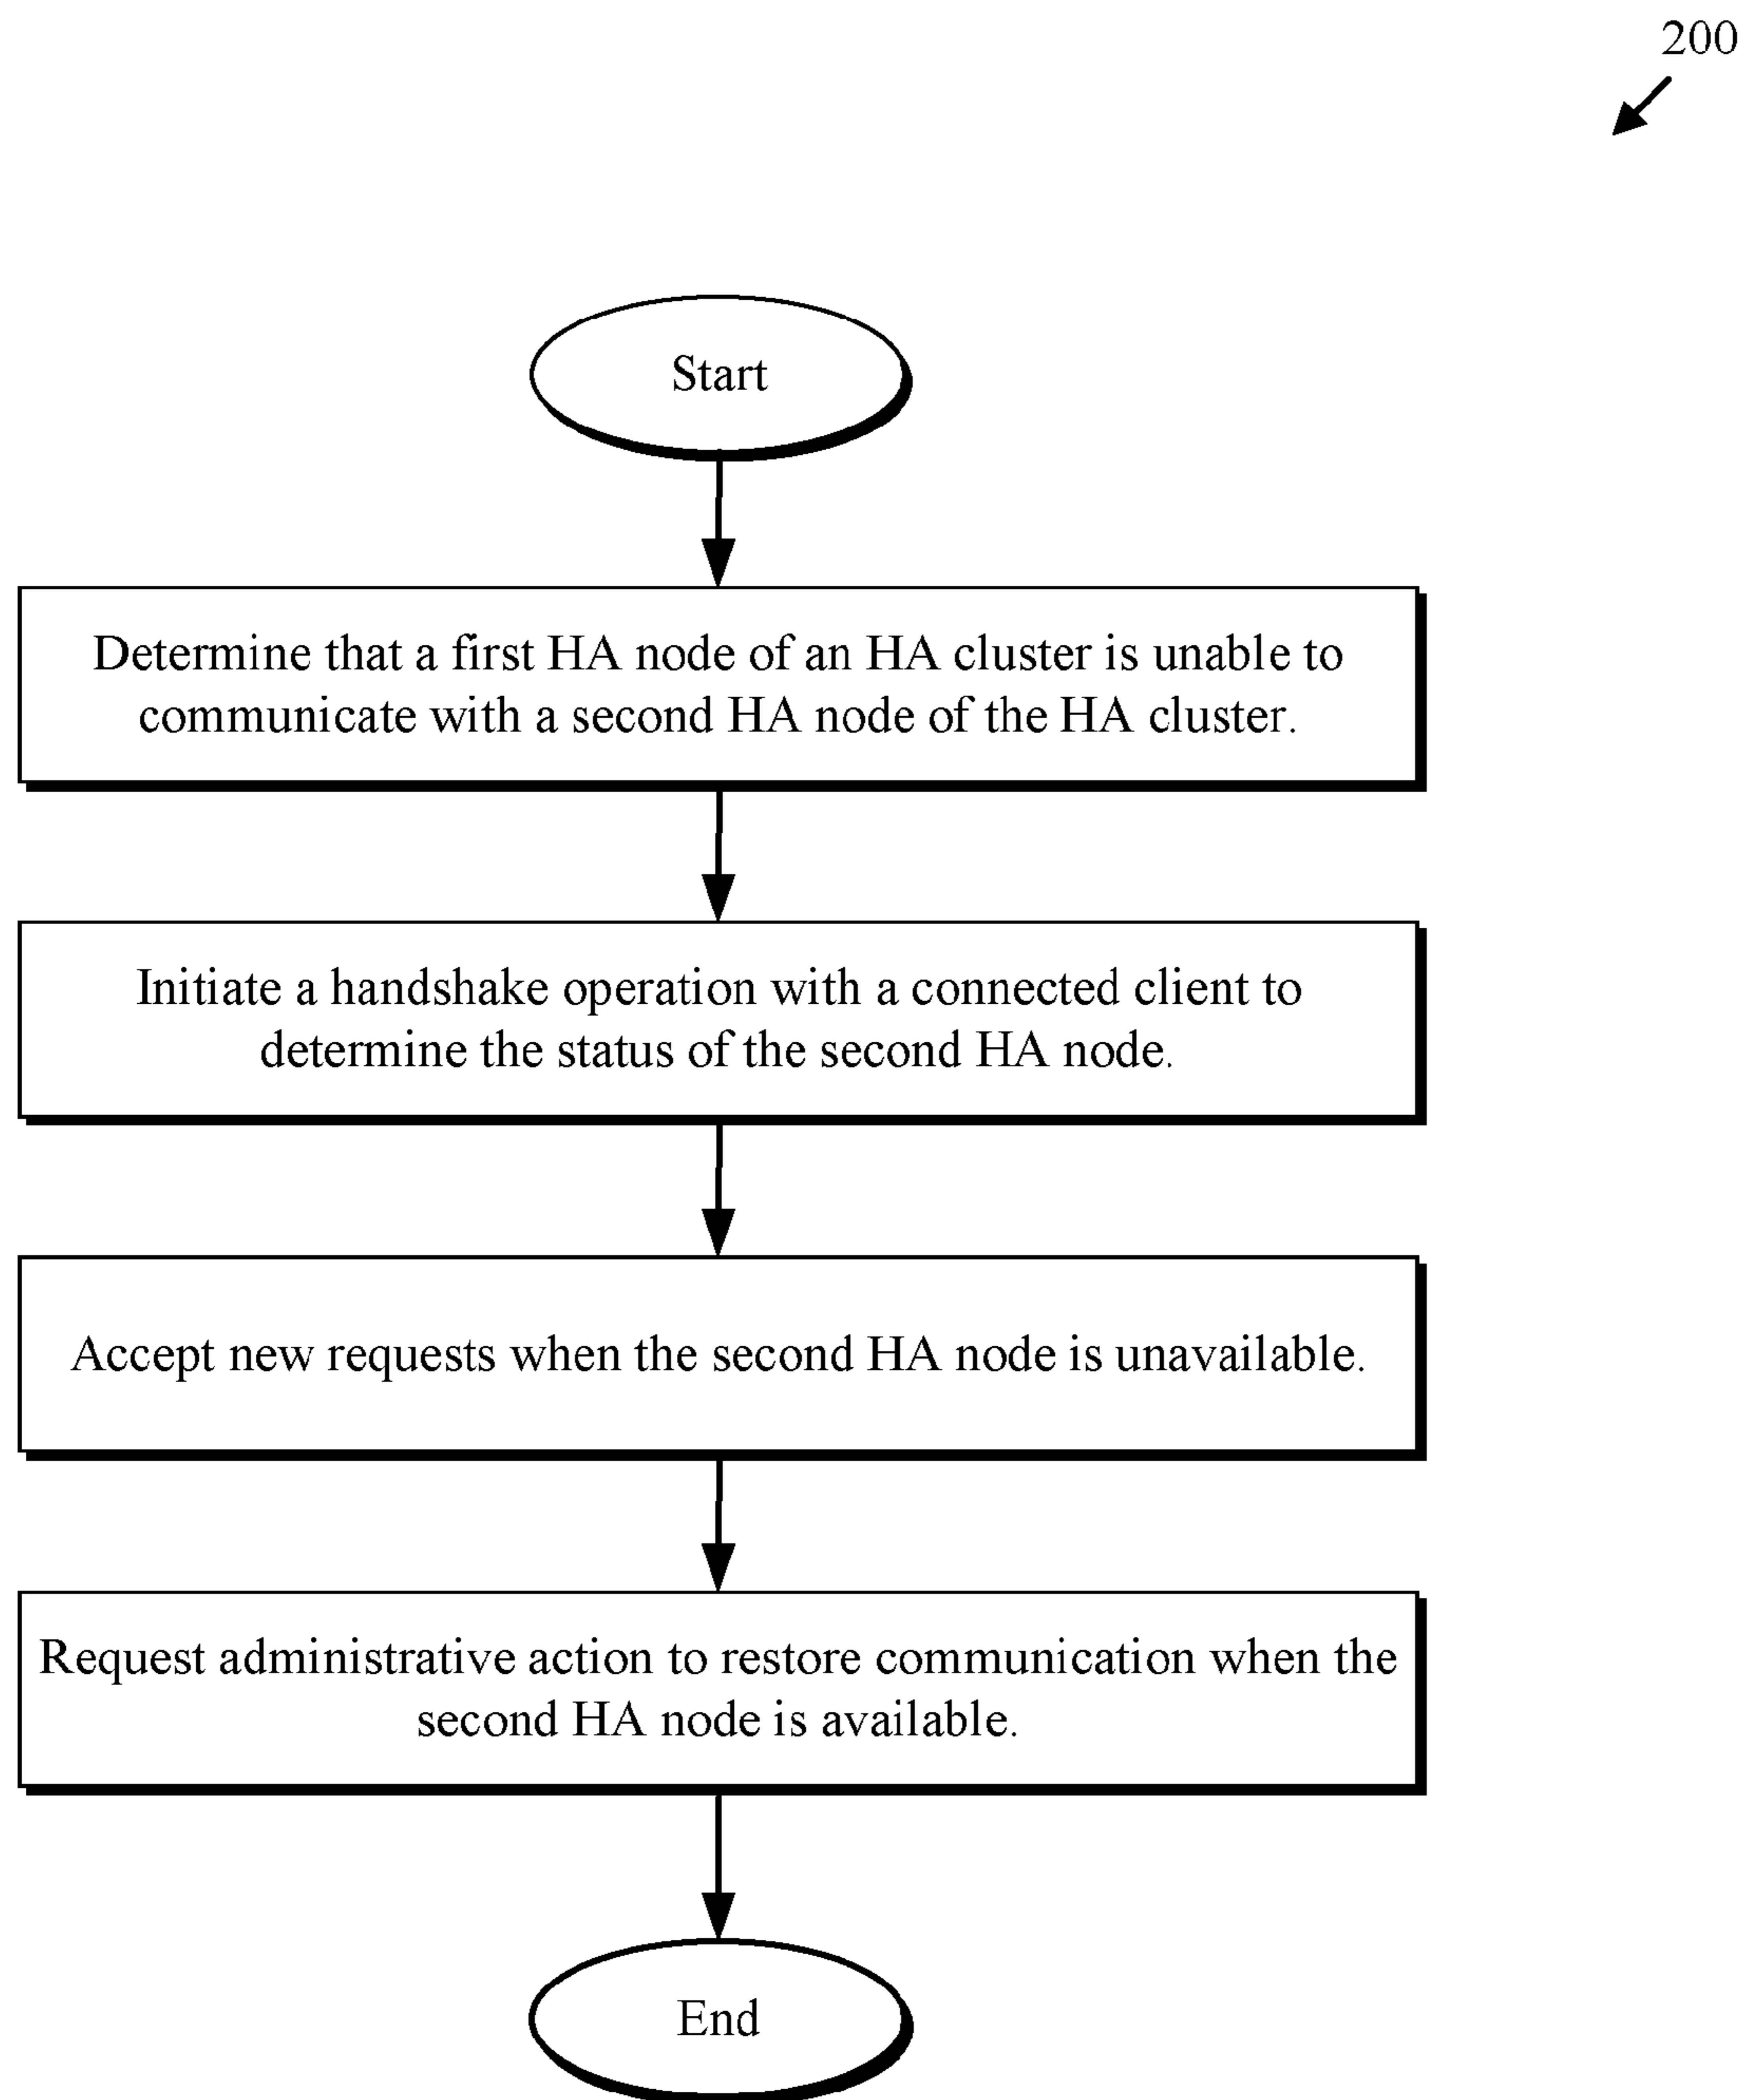 200
Start
Determine that a first HA node of an HA cluster is unable to
communicate with a second HA node of the HA cluster.
Initiate a handshake operation with a connected client to
determine the status of the second HA node.
Accept new requests when the second HA node is unavailable.
Request administrative action to restore communication when the
second HA node is available.
End